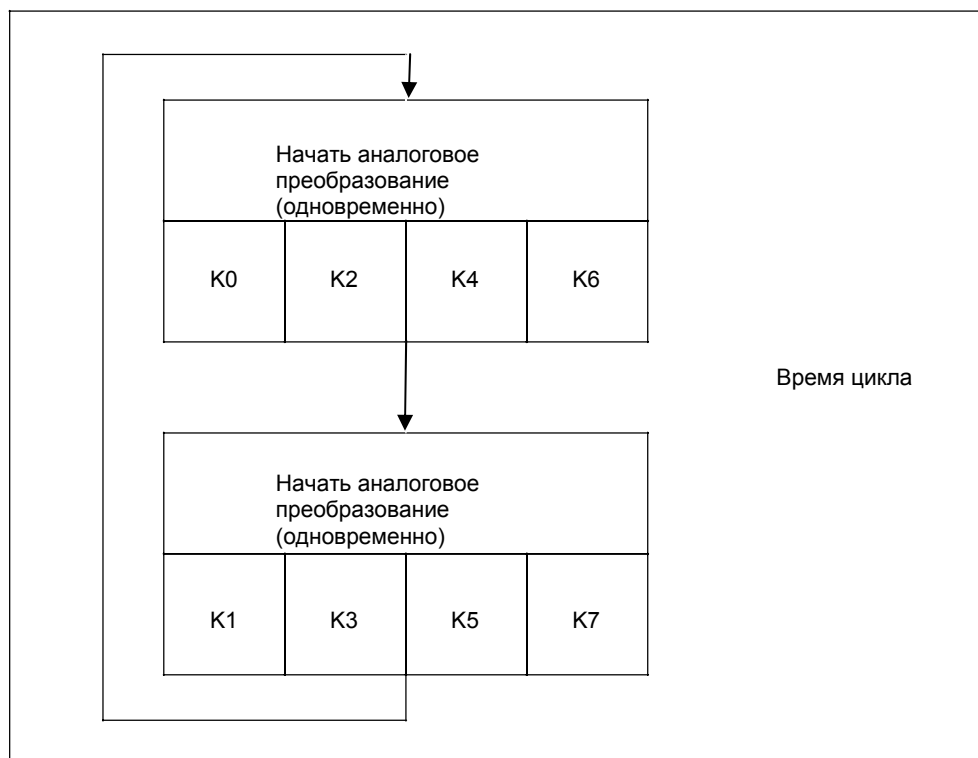 Начать аналоговое
преобразование
(одновременно)
K0 K2 K4 K6
Время цикла
Начать аналоговое
преобразование
(одновременно)
K1 K3 K5 K7